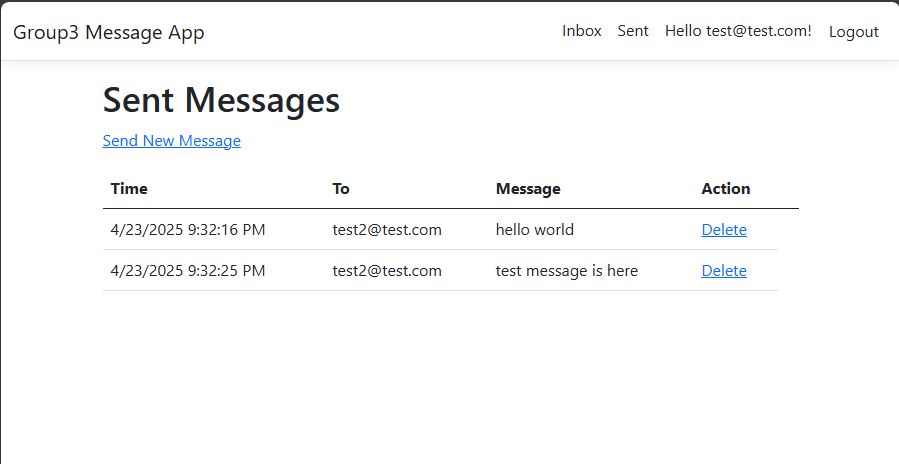 Group3 Message App Inbox Sent Hello test@test.com! Logout
Sent Messages
Send New Message
Time To Message Action
4/23/2025 9:32:16 PM test2@test.com hello world Delete
4/23/2025 9:32:25 PM test2@test.com test message is here Delete